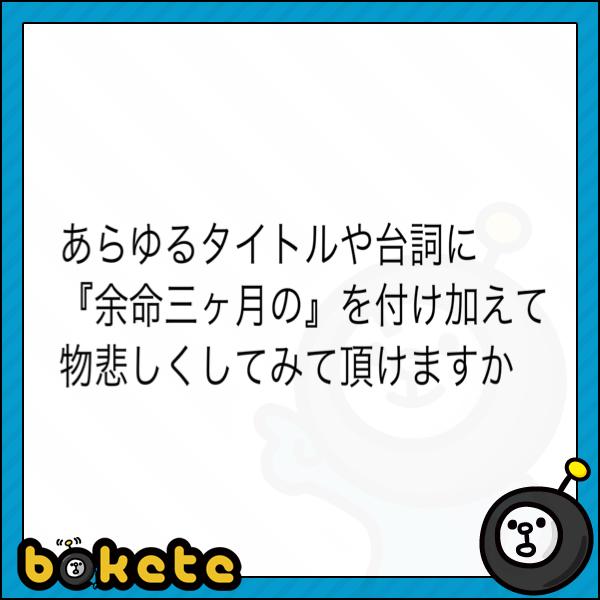 あらゆるタイトルや台詞に
『余命三ヶ月の』を付け加えて
物悲しくしてみて頂けますか
bokete